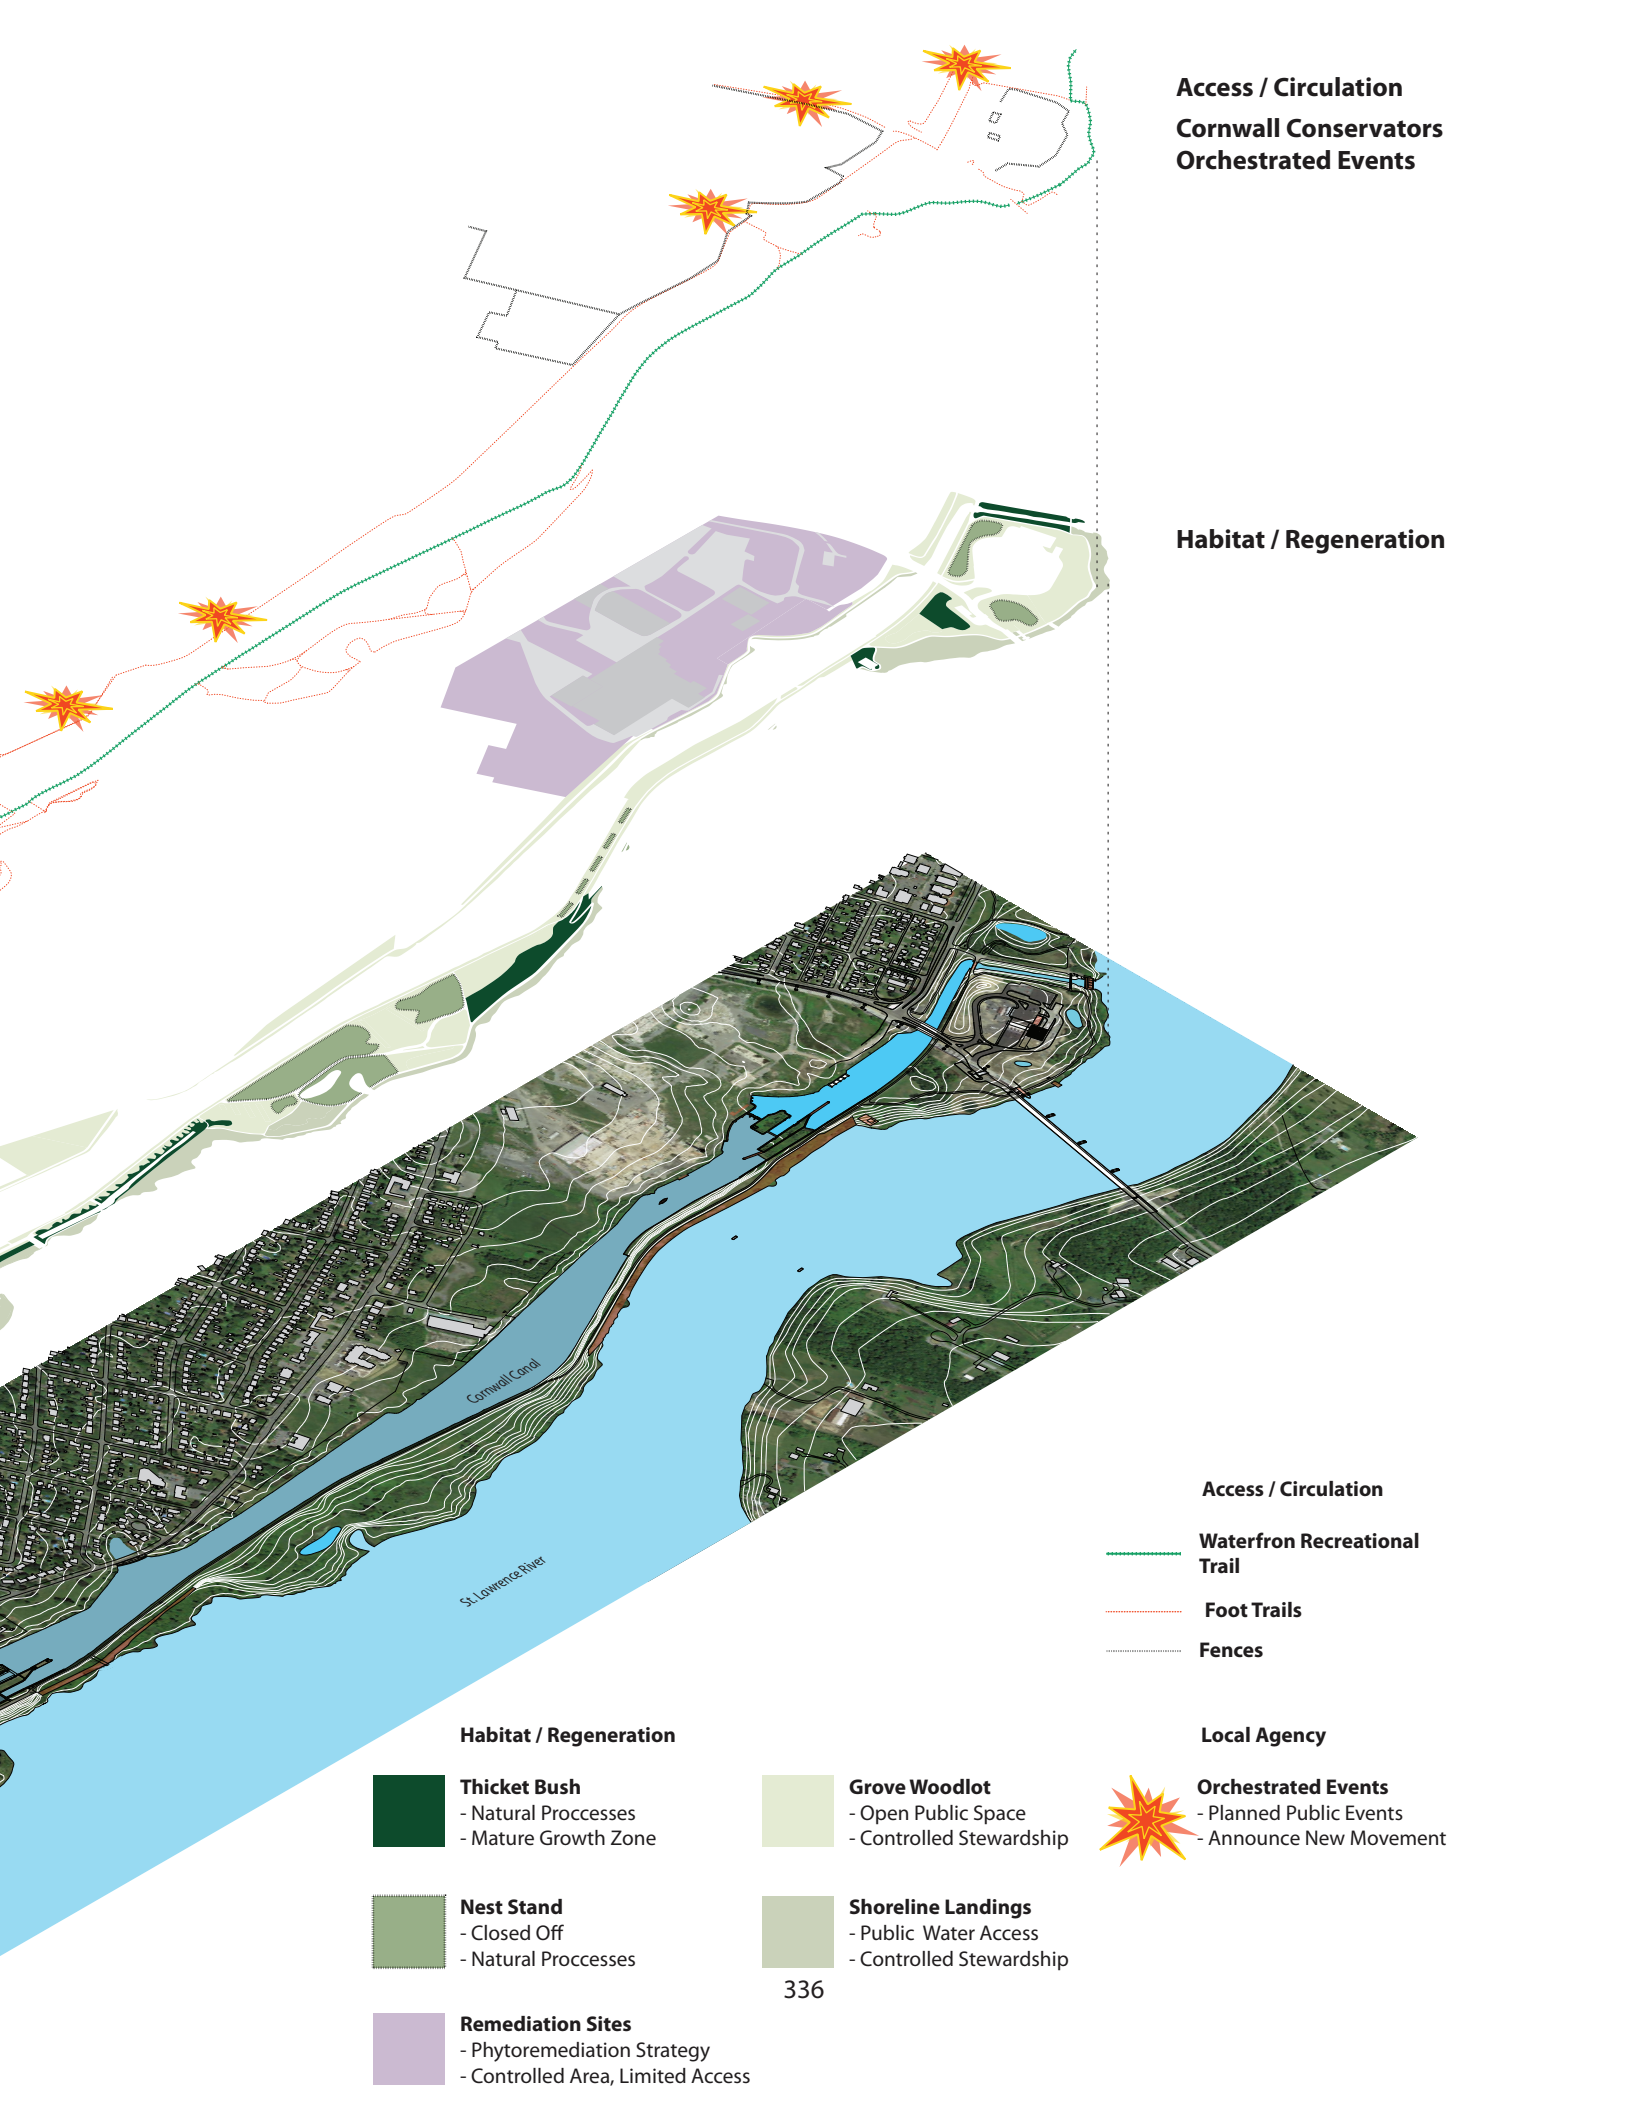 Access / Circulation
Cornwall Conservators
Orchestrated Events
Habitat / Regeneration
Cornwall Canal
St. Lawrence River
Access / Circulation
Waterfron Recreational
Trail
Foot Trails
Fences
Habitat / Regeneration
Thicket Bush
- Natural Proccesses
- Mature Growth Zone
Nest Stand
- Closed Off
- Natural Proccesses
Remediation Sites
- Phytoremediation Strategy
- Controlled Area, Limited Access
Grove Woodlot
- Open Public Space
- Controlled Stewardship
Shoreline Landings
- Public Water Access
- Controlled Stewardship
Local Agency
Orchestrated Events
- Planned Public Events
- Announce New Movement
336